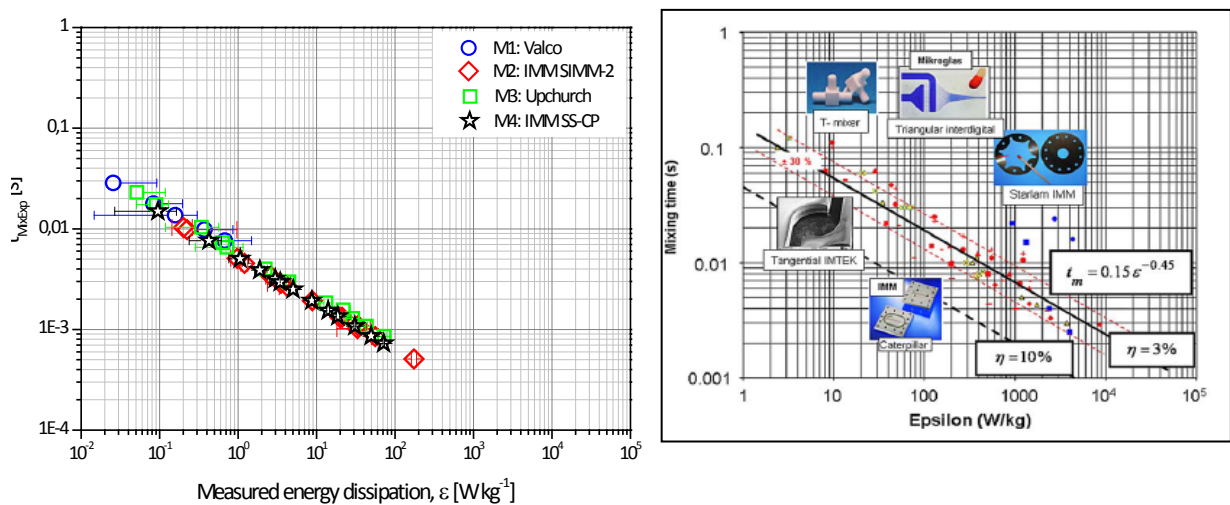 1
0,1
0,01
1E-3
1E-4
10-2
10-1
100
101
102
103
104
105
Measured energy dissipation, ε [Wkg-1]
tMixExp [s]
M1: Valco
M2: IMM SIMM-2
M3: Upchurch
M4: IMM SS-CP
1
0.1
0.01
0.001
Mixing time (s)
1
10
100
1000
104
105
Epsilon (W/kg)
T- mixer
Mikroglas
Triangular interdigital
Starlam IMM
± 30 %
Tangential IMTEK
IMM
Caterpillar
tm = 0.15 ε-0.45
η = 10%
η = 3%